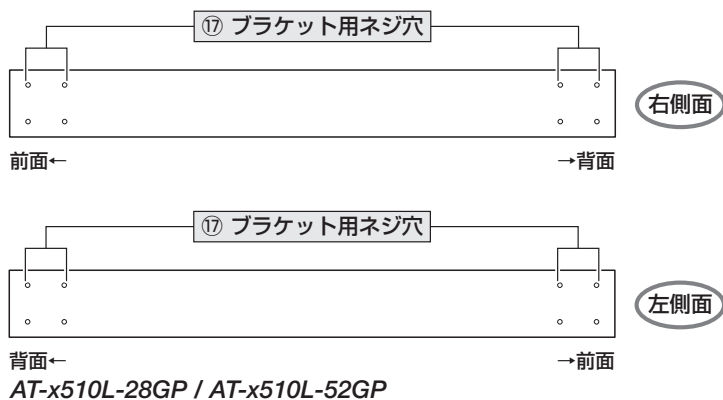 ⑰ ブラケット用ネジ穴
右側面
前面← →背面
⑰ ブラケット用ネジ穴
左側面
背面← →前面
AT-x510L-28GP / AT-x510L-52GP